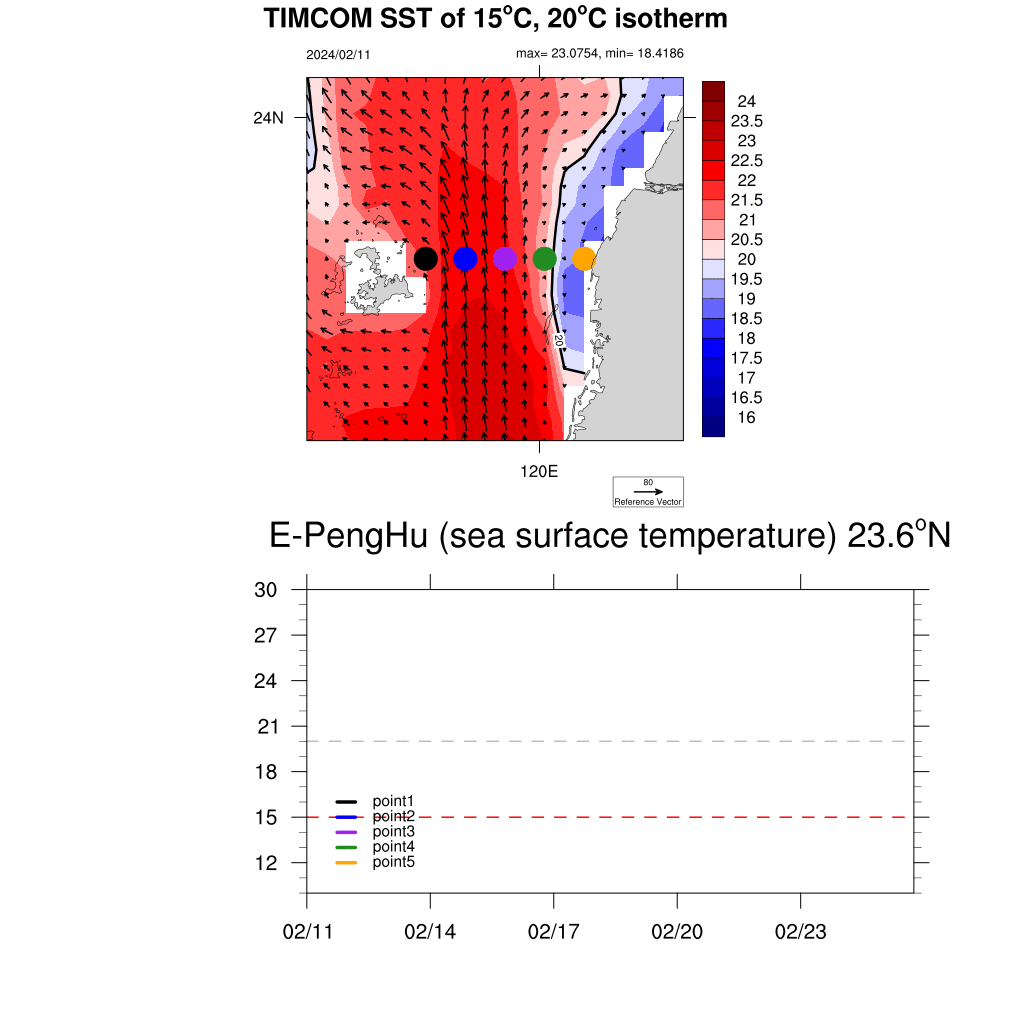 TIMCOM SST of 15°C, 20°C isotherm
2024/02/11
max= 23.0754, min= 18.4186
24N
120E
20
24
23.5
23
22.5
22
21.5
21
20.5
20
19.5
19
18.5
18
17.5
17
16.5
16
80
Reference Vector
E-PengHu (sea surface temperature) 23.6°N
30
27
24
21
18
15
12
point1
point2
point3
point4
point5
02/11
02/14
02/17
02/20
02/23